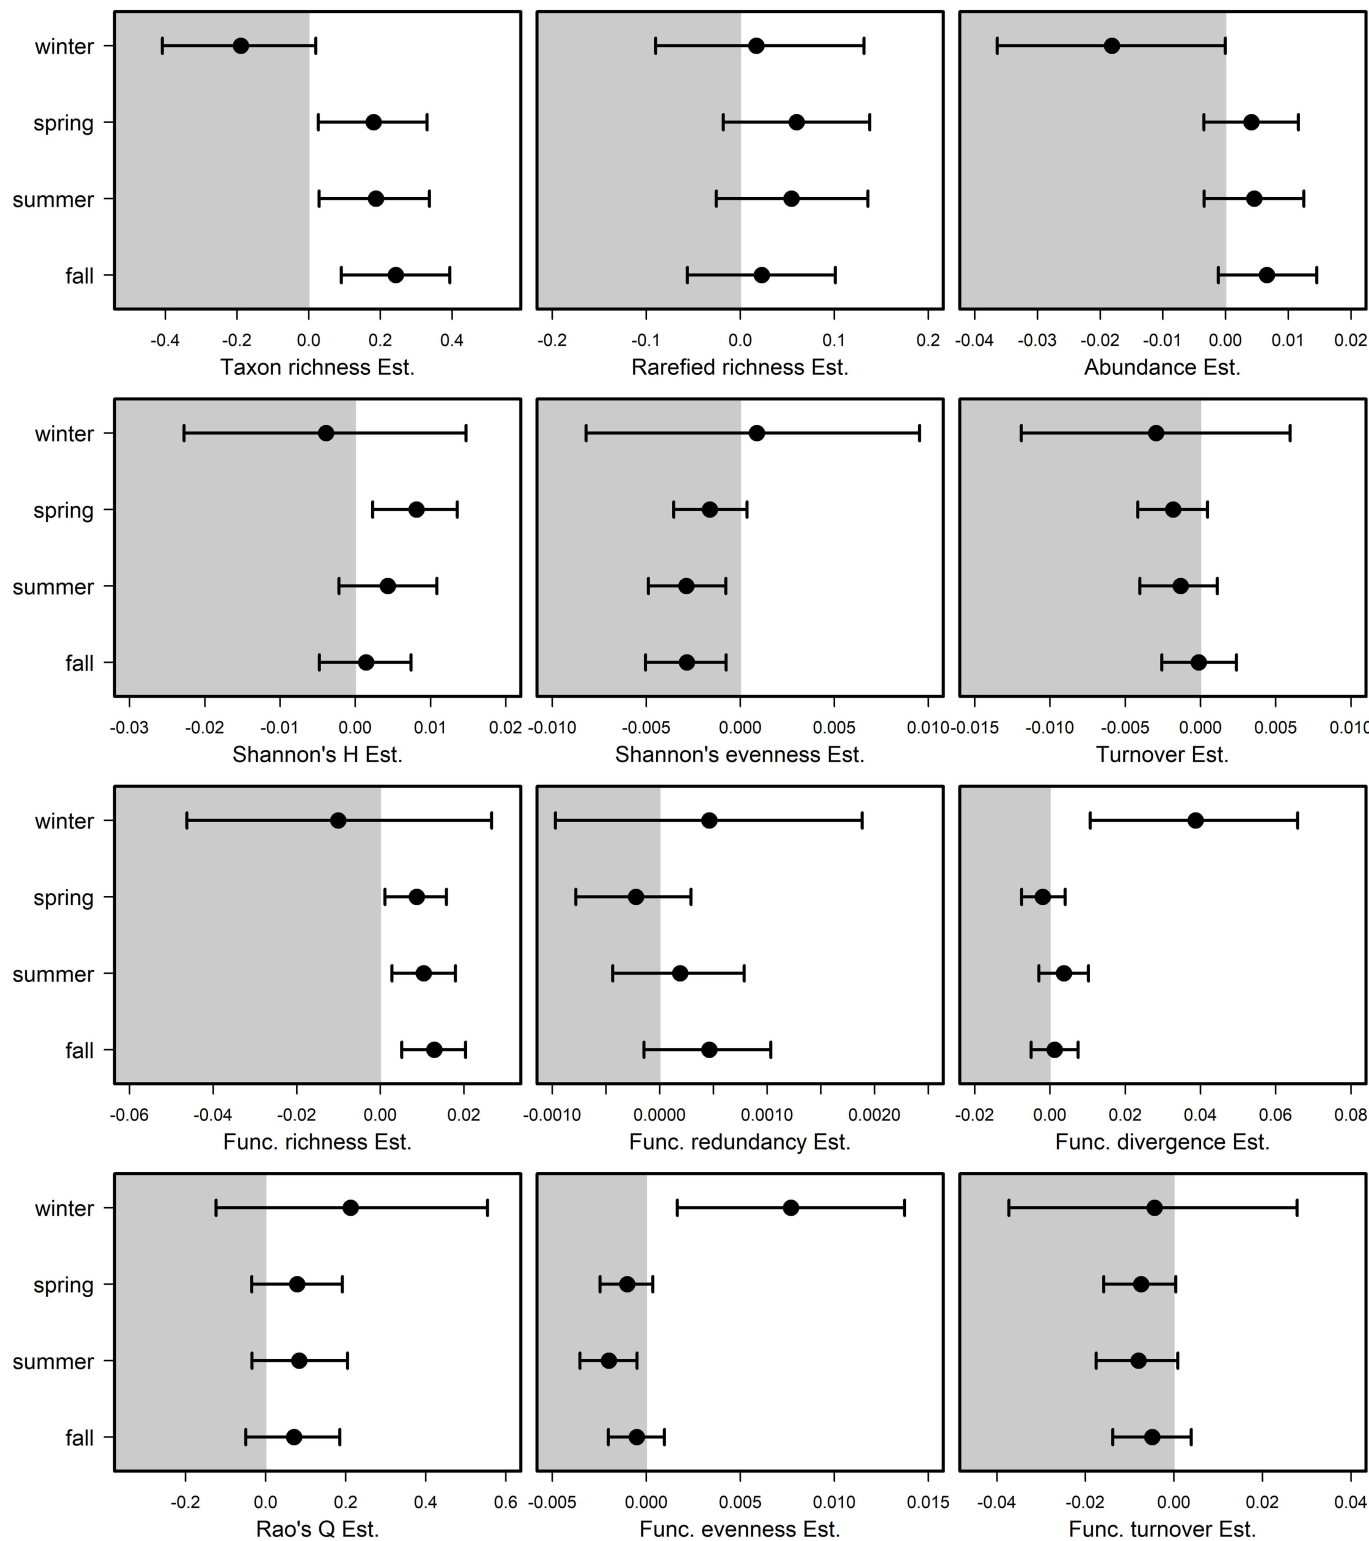 winter
spring
summer
fall
-0.4 -0.2 0.0 0.2 0.4
Taxon richness Est.
-0.2 -0.1 0.0 0.1 0.2
Rarefied richness Est.
-0.04 -0.03 -0.02 -0.01 0.00 0.01 0.02
Abundance Est.
winter
spring
summer
fall
-0.03 -0.02 -0.01 0.00 0.01 0.02
Shannon's H Est.
-0.010 -0.005 0.000 0.005 0.010
Shannon's evenness Est.
-0.015 -0.010 -0.005 0.000 0.005 0.010
Turnover Est.
winter
spring
summer
fall
-0.06 -0.04 -0.02 0.00 0.02
Func. richness Est.
-0.0010 0.0000 0.0010 0.0020
Func. redundancy Est.
-0.02 0.00 0.02 0.04 0.06 0.08
Func. divergence Est.
winter
spring
summer
fall
-0.2 0.0 0.2 0.4 0.6
Rao's Q Est.
-0.005 0.000 0.005 0.010 0.015
Func. evenness Est.
-0.04 -0.02 0.00 0.02 0.04
Func. turnover Est.